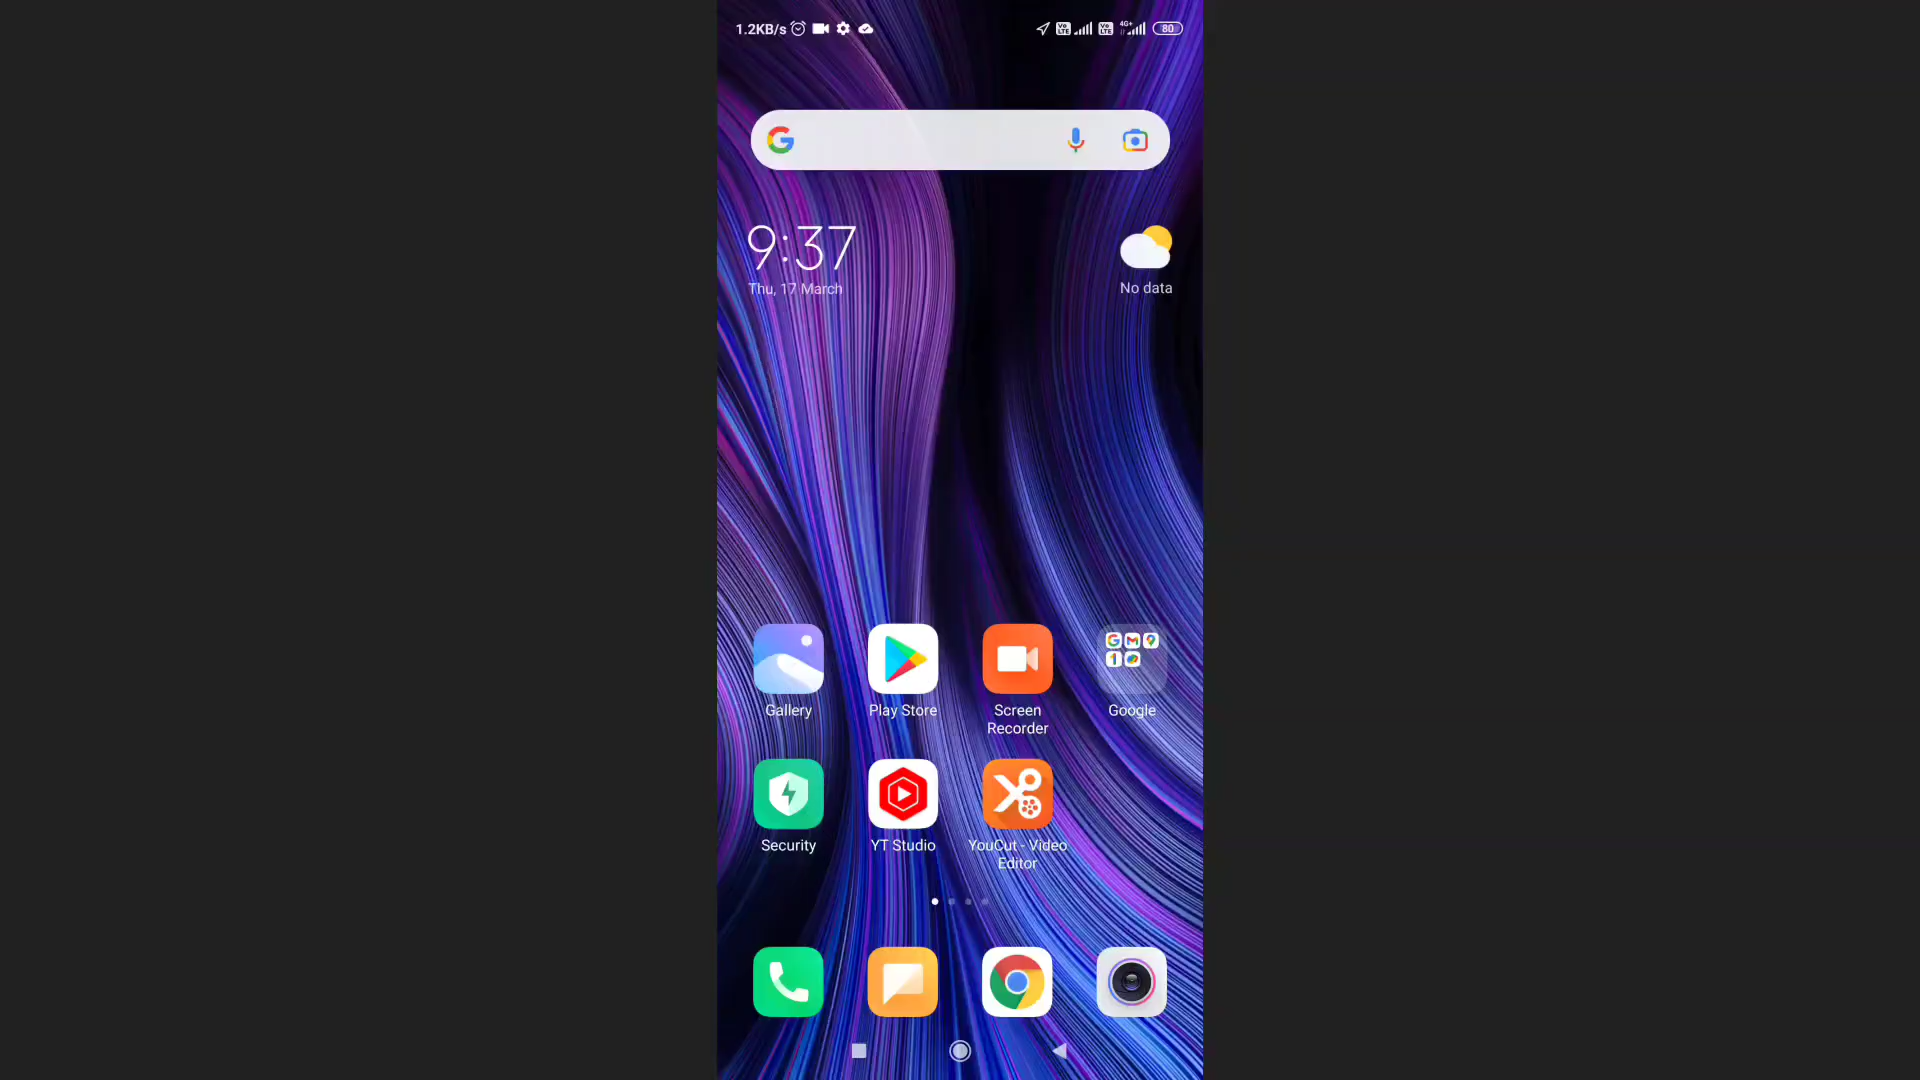 1.2KB/s 4G+ 80
9:37
Thu, 17 March
No data
Gallery Play Store Screen Recorder Google
Security YT Studio YouCut - Video Editor